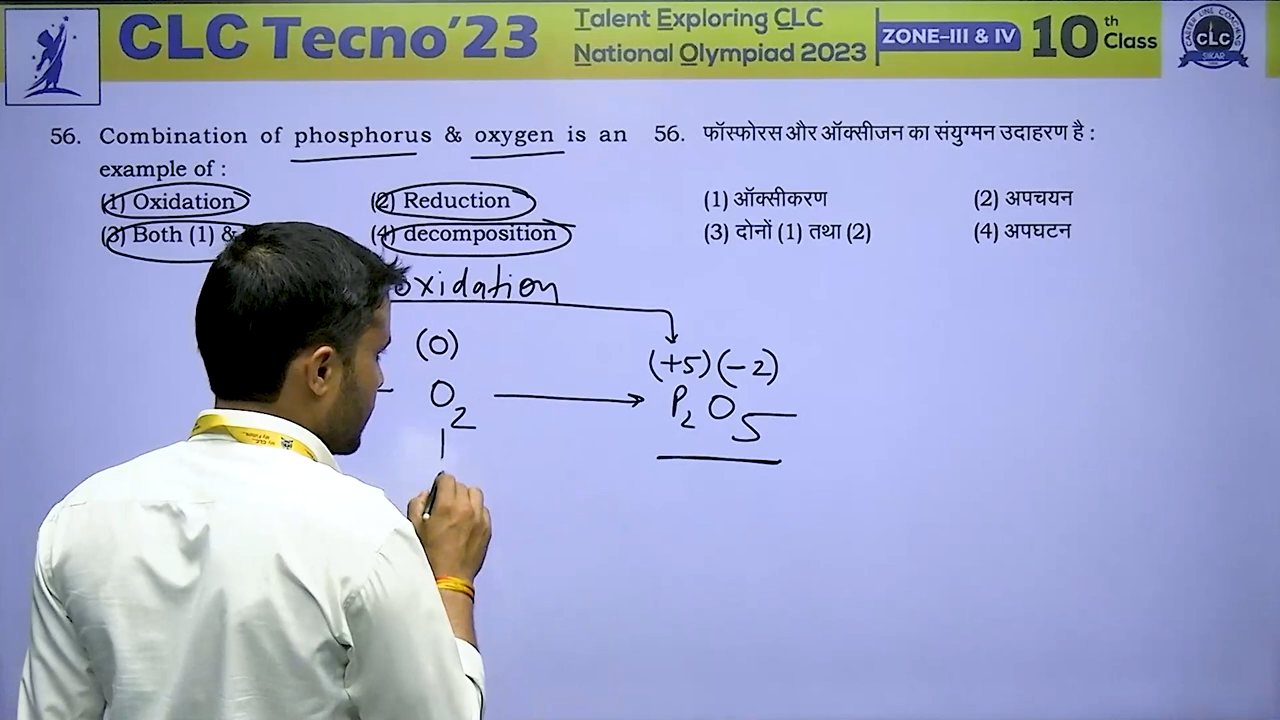 CLC Tecno'23
Talent Exploring CLC
National Olympiad 2023
ZONE–III & IV
10th Class
CAREER LINE COACHING
CLC
SIKAR
56. Combination of phosphorus & oxygen is an
example of :
(1) Oxidation (2) Reduction
(3) Both (1) & (4) decomposition
56. फॉस्फोरस और ऑक्सीजन का संयुग्मन उदाहरण है :
(1) ऑक्सीकरण (2) अपचयन
(3) दोनों (1) तथा (2) (4) अपघटन
oxidation
(0) (+5) (-2)
O2 → P2O5